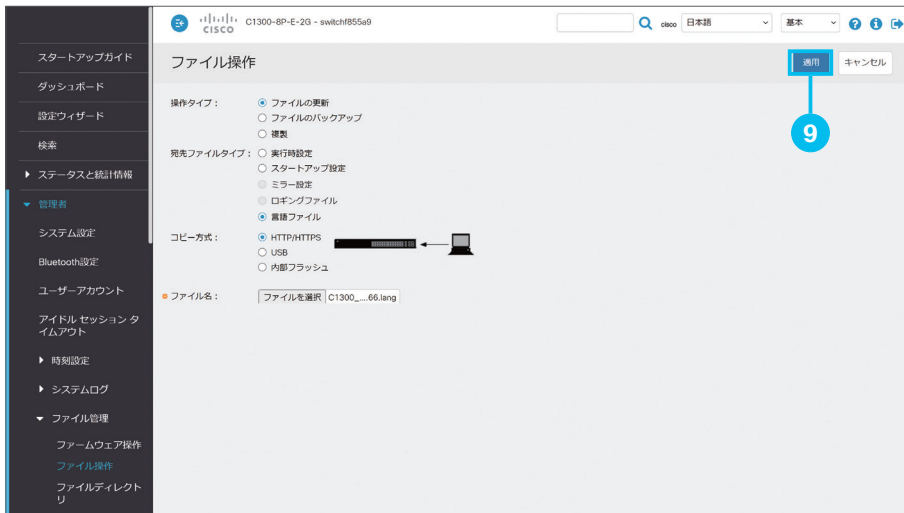 cisco
C1300-8P-E-2G - switchf855a9
cisco
日本語
基本
スタートアップガイド
ダッシュボード
設定ウィザード
検索
ステータスと統計情報
管理者
システム設定
Bluetooth設定
ユーザーアカウント
アイドル セッション タ
イムアウト
時刻設定
システムログ
ファイル管理
ファームウェア操作
ファイル操作
ファイルディレクト
リ
ファイル操作
適用
キャンセル
9
操作タイプ：
ファイルの更新
ファイルのバックアップ
複製
宛先ファイルタイプ：
実行時設定
スタートアップ設定
ミラー設定
ロギングファイル
言語ファイル
コピー方式：
HTTP/HTTPS
USB
内部フラッシュ
ファイル名：
ファイルを選択 C1300_....66.lang